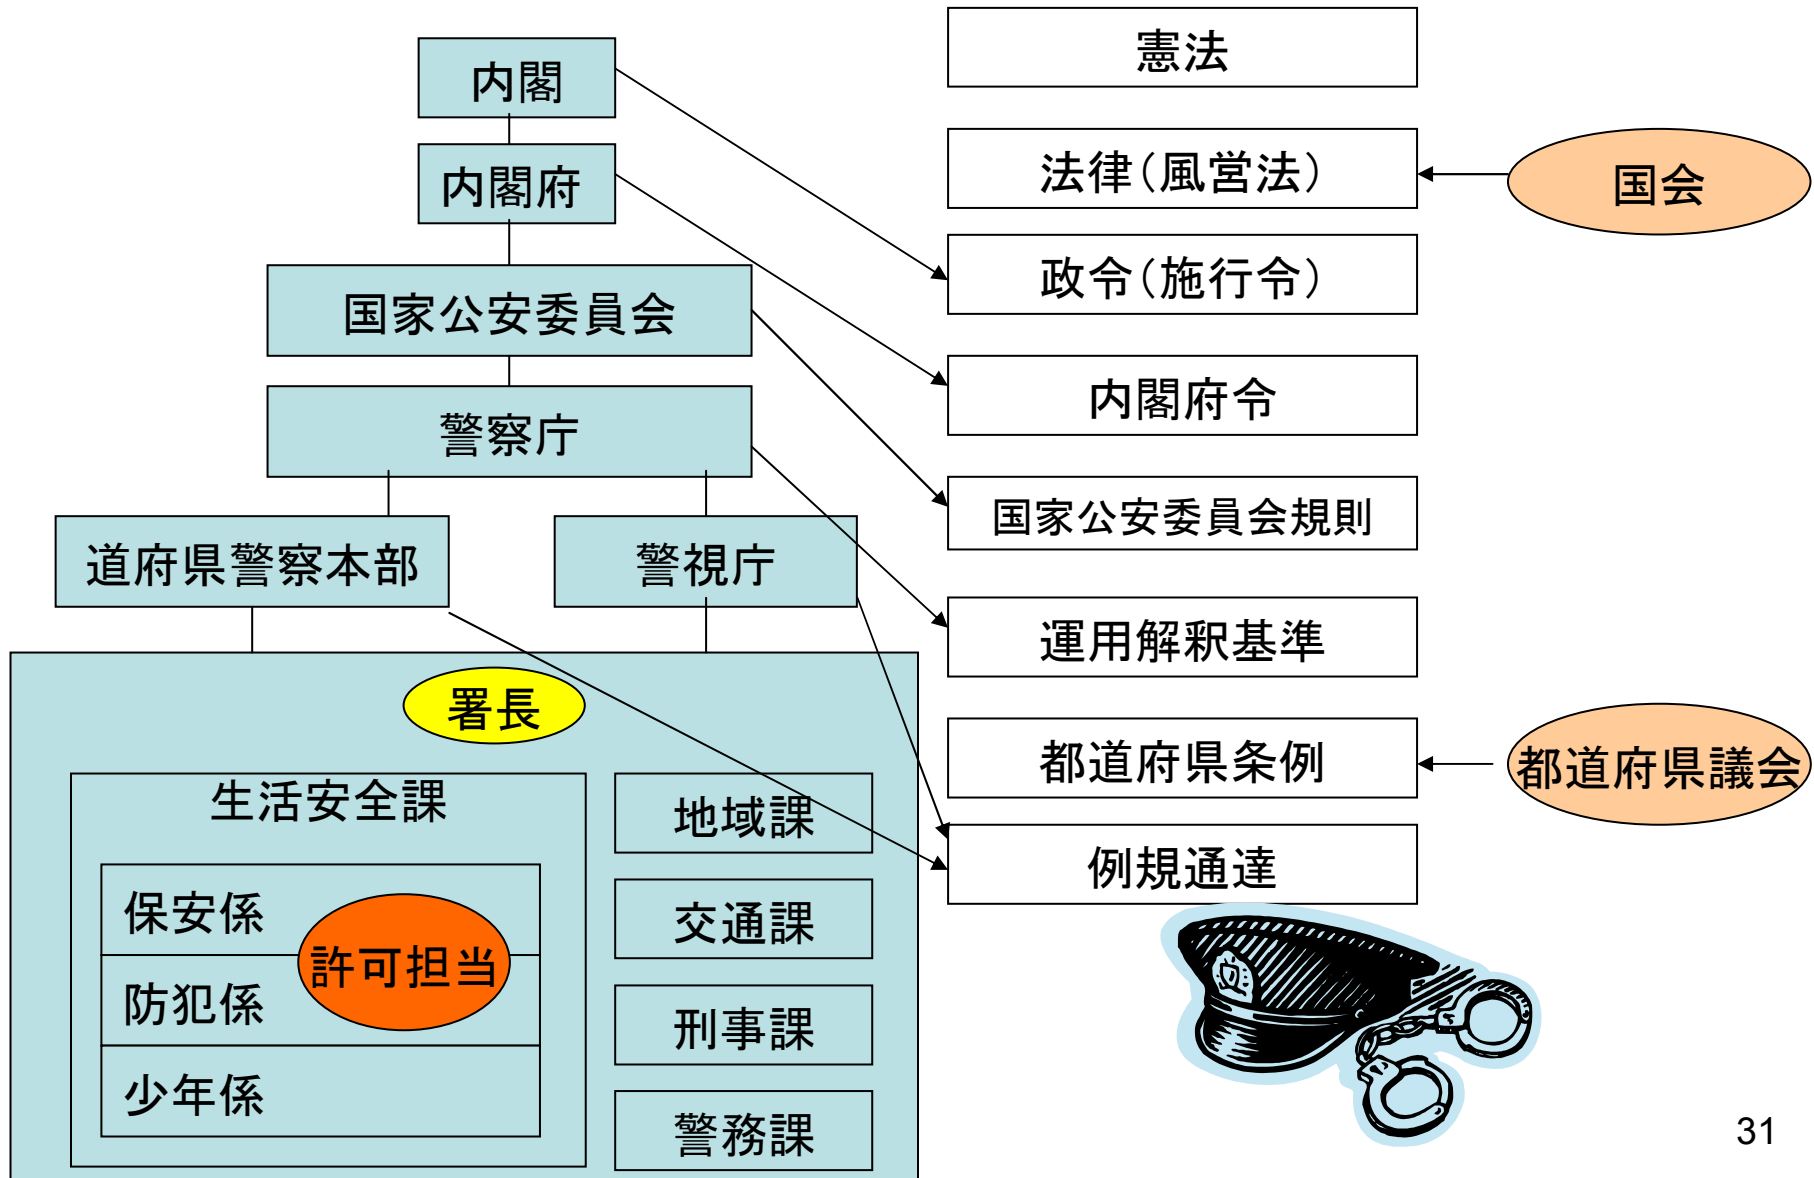 憲法
内閣
法律（風営法）
国会
内閣府
政令（施行令）
国家公安委員会
内閣府令
警察庁
国家公安委員会規則
道府県警察本部
警視庁
運用解釈基準
署長
都道府県条例
都道府県議会
生活安全課
地域課
例規通達
保安係
交通課
許可担当
防犯係
刑事課
少年係
警務課
31